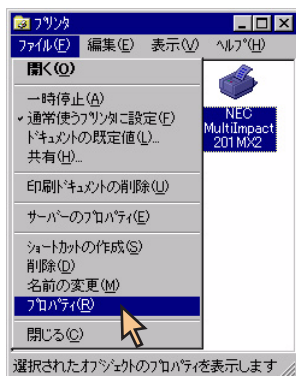 プリンタ
ファイル(F) 編集(E) 表示(V) ヘルプ(H)
開く(O)
一時停止(A)
通常使うプリンタに設定(F)
ドキュメントの既定値(L)...
共有(H)...
印刷ドキュメントの削除(U)
サーバーのプロパティ(E)
ショートカットの作成(S)
削除(D)
名前の変更(M)
プロパティ(R)
閉じる(C)
NEC
MultiImpact
201MX2
選択されたオブジェクトのプロパティを表示します